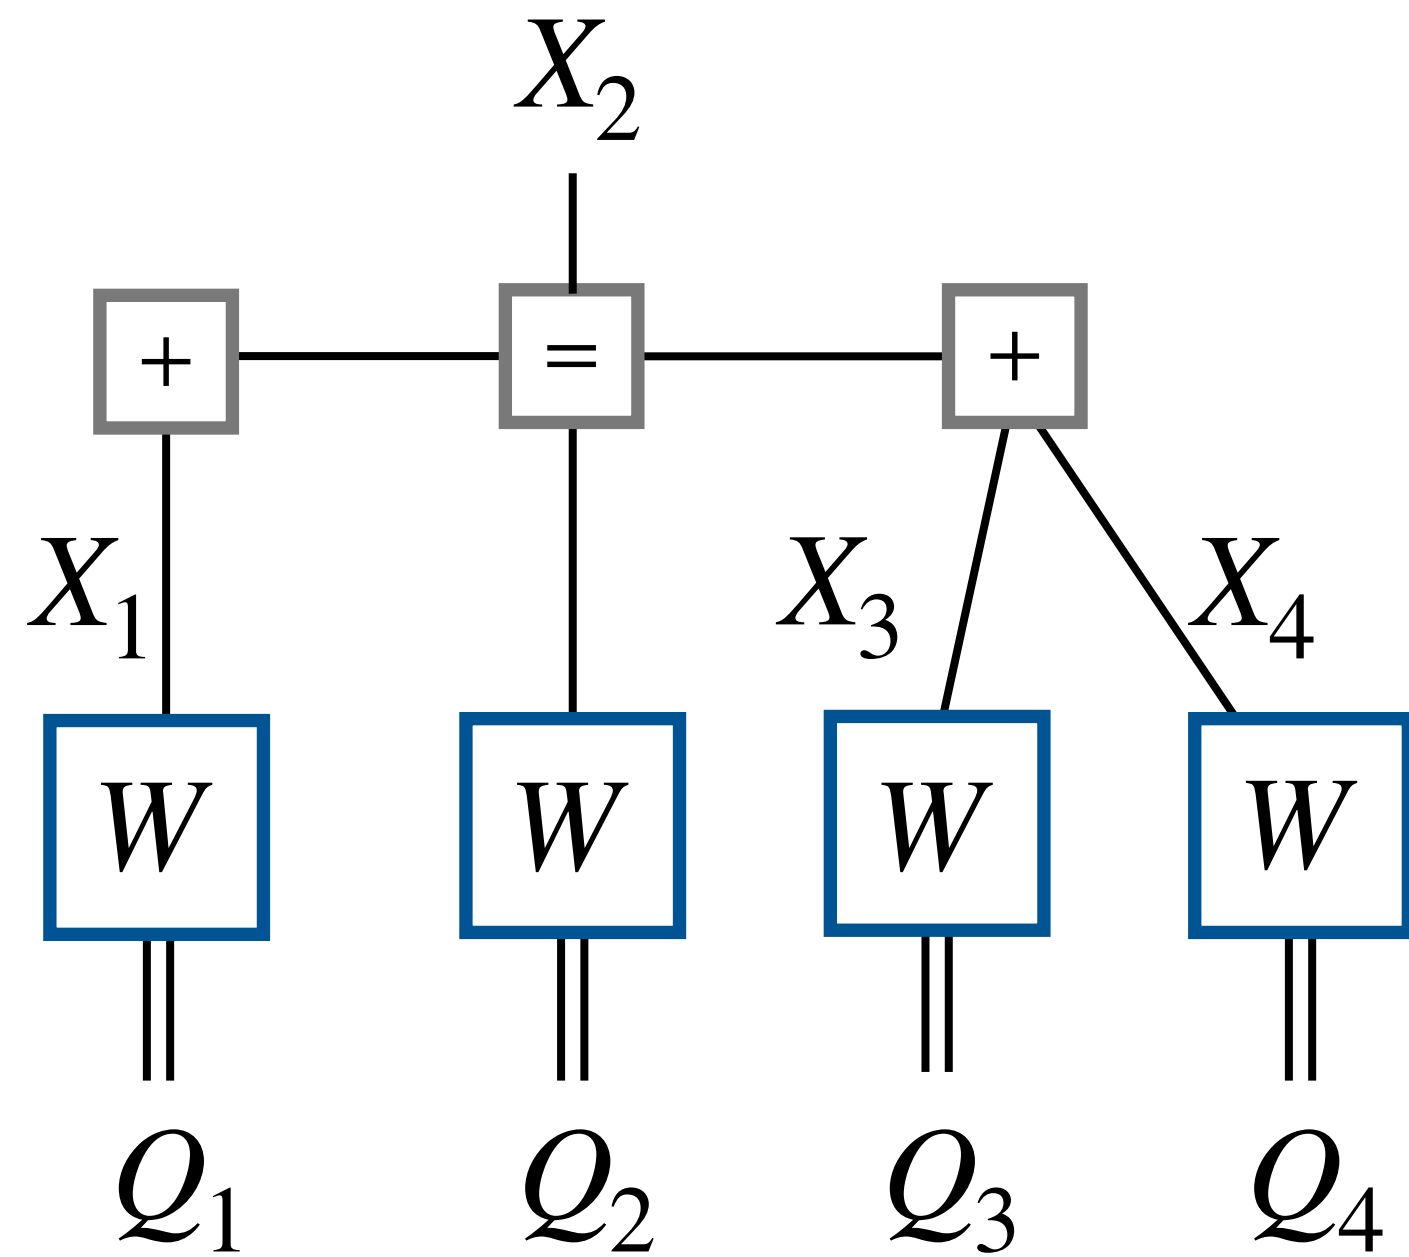 X₂
+ = +
X₁ X₃ X₄
W W W W
Q₁ Q₂ Q₃ Q₄